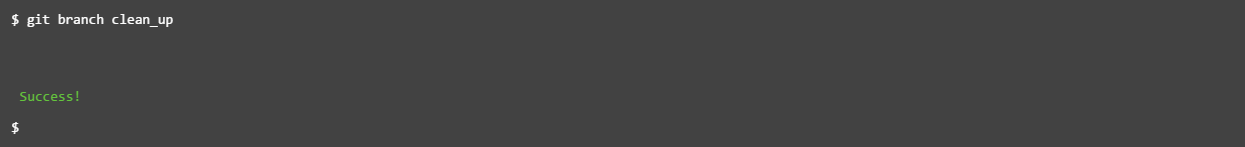 $ git branch clean_up
Success!
$